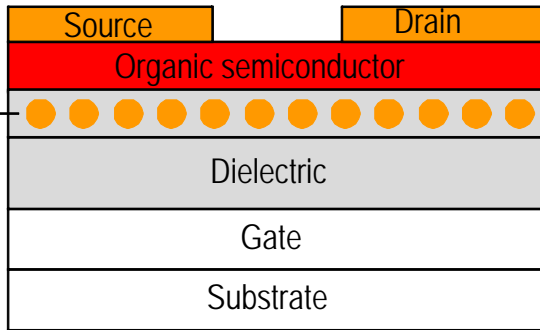 Source
Drain
Organic semiconductor
Dielectric
Gate
Substrate